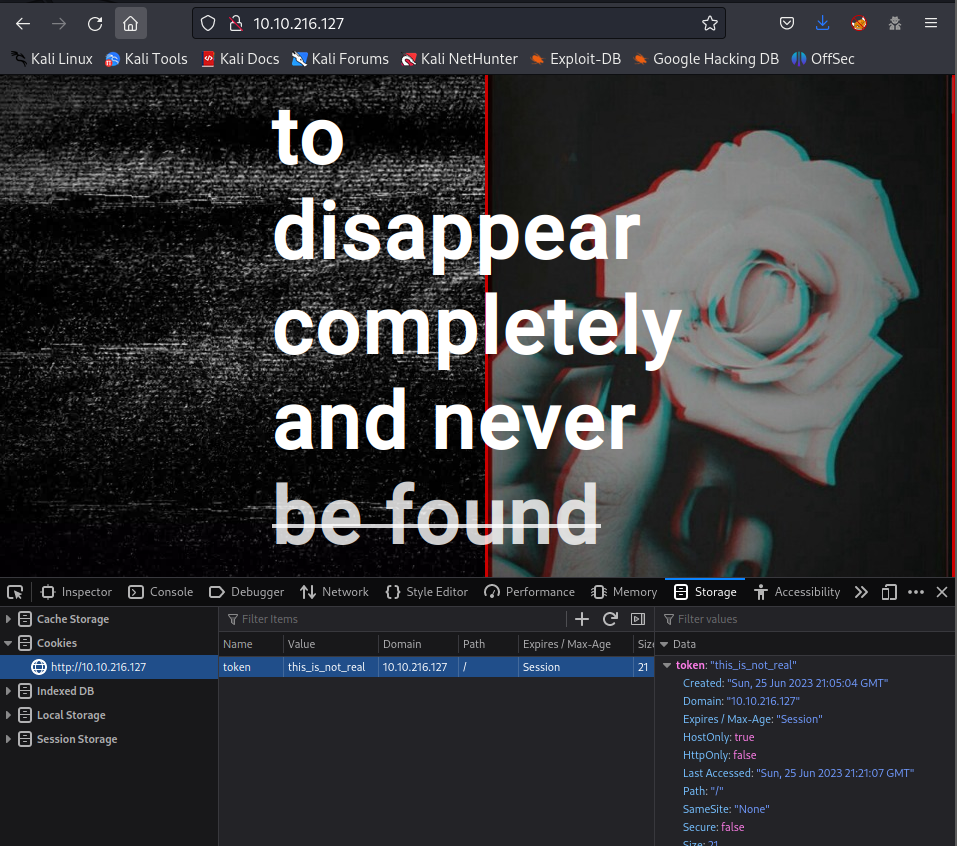 10.10.216.127
Kali Linux Kali Tools Kali Docs Kali Forums Kali NetHunter Exploit-DB Google Hacking DB OffSec
to
disappear
completely
and never
be found
Inspector Console Debugger Network Style Editor Performance Memory Storage Accessibility
Cache Storage
Cookies
http://10.10.216.127
Indexed DB
Local Storage
Session Storage
Filter Items
Name Value Domain Path Expires / Max-Age Size
token this_is_not_real 10.10.216.127 / Session 21
Filter values
Data
token: "this_is_not_real"
Created: "Sun, 25 Jun 2023 21:05:04 GMT"
Domain: "10.10.216.127"
Expires / Max-Age: "Session"
HostOnly: true
HttpOnly: false
Last Accessed: "Sun, 25 Jun 2023 21:21:07 GMT"
Path: "/"
SameSite: "None"
Secure: false
Size: 21